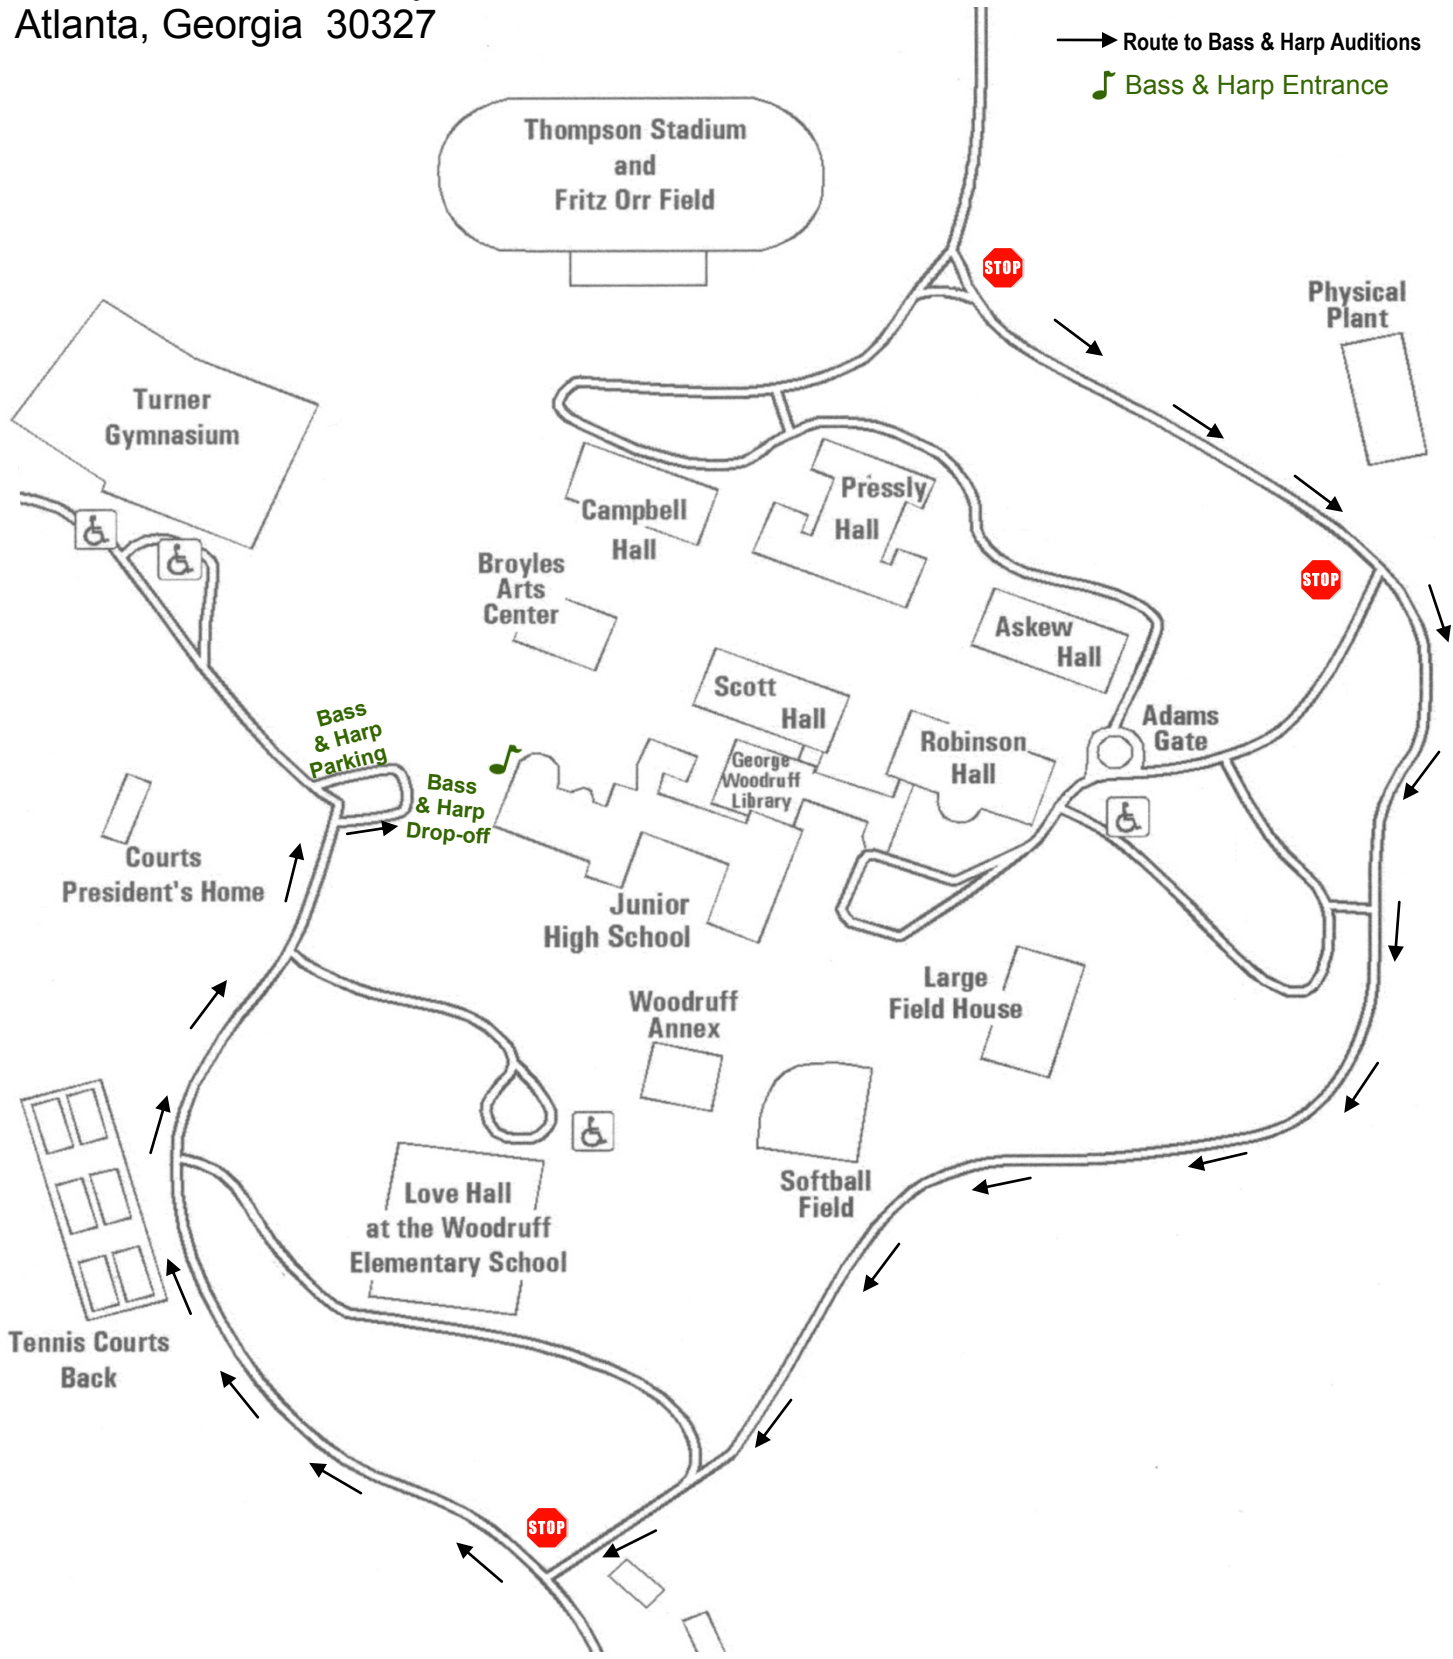 Atlanta, Georgia 30327
Route to Bass & Harp Auditions
Bass & Harp Entrance
Thompson Stadium
and
Fritz Orr Field
STOP
Physical
Plant
Turner
Gymnasium
Pressly
Hall
Campbell
Hall
Broyles
Arts
Center
STOP
Askew
Hall
Scott
Hall
Bass
& Harp
Parking
Adams
Gate
Robinson
Hall
George
Woodruff
Library
Bass
& Harp
Drop-off
Courts
President's Home
Junior
High School
Large
Field House
Woodruff
Annex
Softball
Field
Love Hall
at the Woodruff
Elementary School
Tennis Courts
Back
STOP